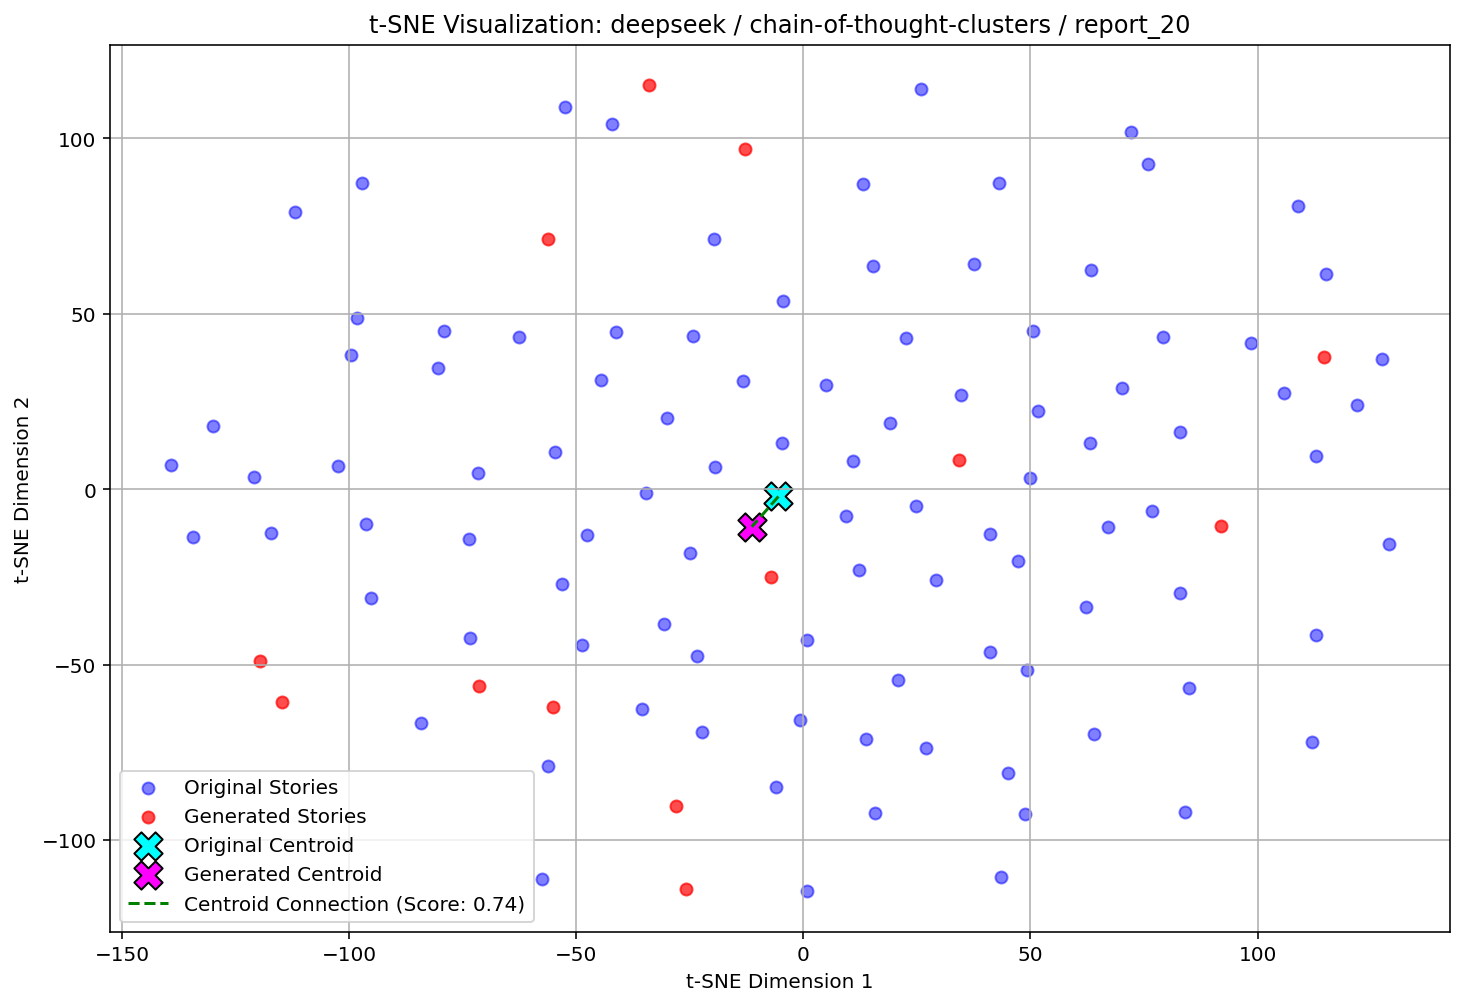 t-SNE Visualization: deepseek / chain-of-thought-clusters / report_20
t-SNE Dimension 2
100
50
0
−50
−100
Original Stories
Generated Stories
Original Centroid
Generated Centroid
Centroid Connection (Score: 0.74)
−150
−100
−50
0
50
100
t-SNE Dimension 1